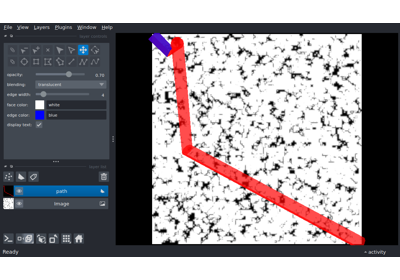 File View Layers Plugins Window Help
opacity: 0.70
blending: translucent
edge width: 4
face color: white
edge color: blue
display text:
path
Image
Ready
activity